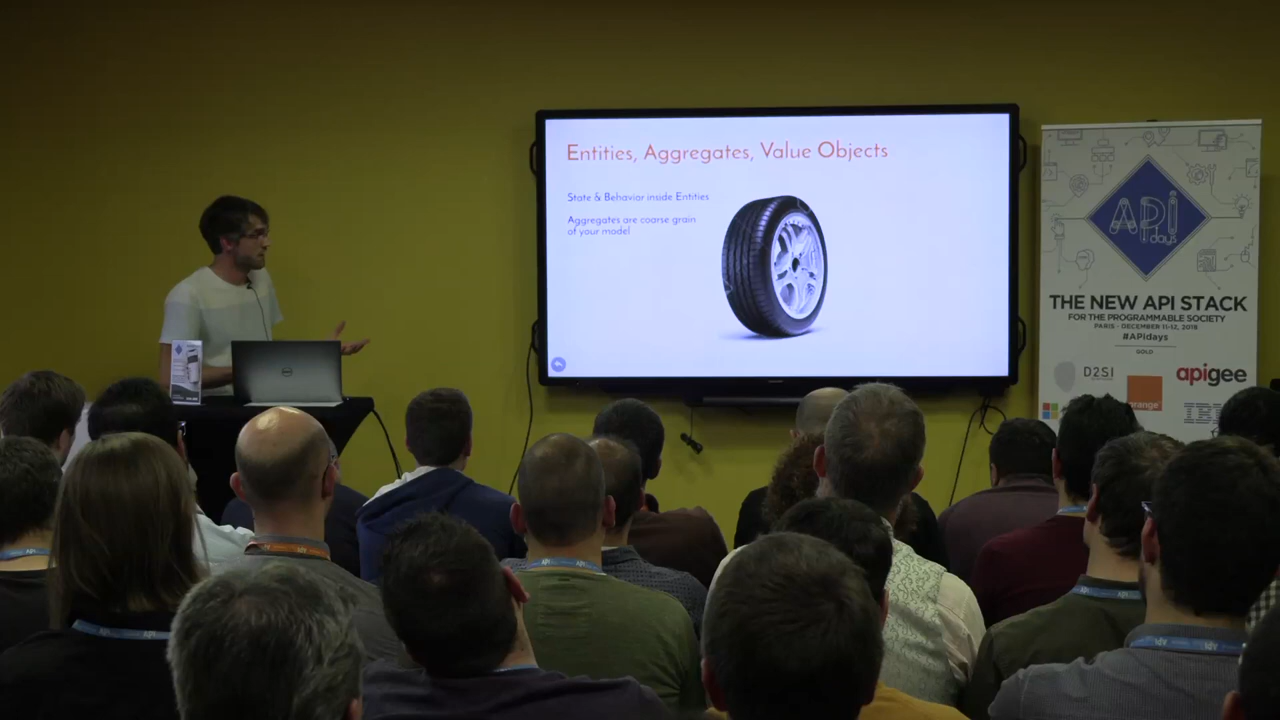 Entities, Aggregates, Value Objects
State & Behavior inside Entities
Aggregates are coarse grain
of your model
API
days
THE NEW API STACK
FOR THE PROGRAMMABLE SOCIETY
PARIS - DECEMBER 11-12, 2018
#APIdays
GOLD
D2SI
apigee
orange
IBM
DELL